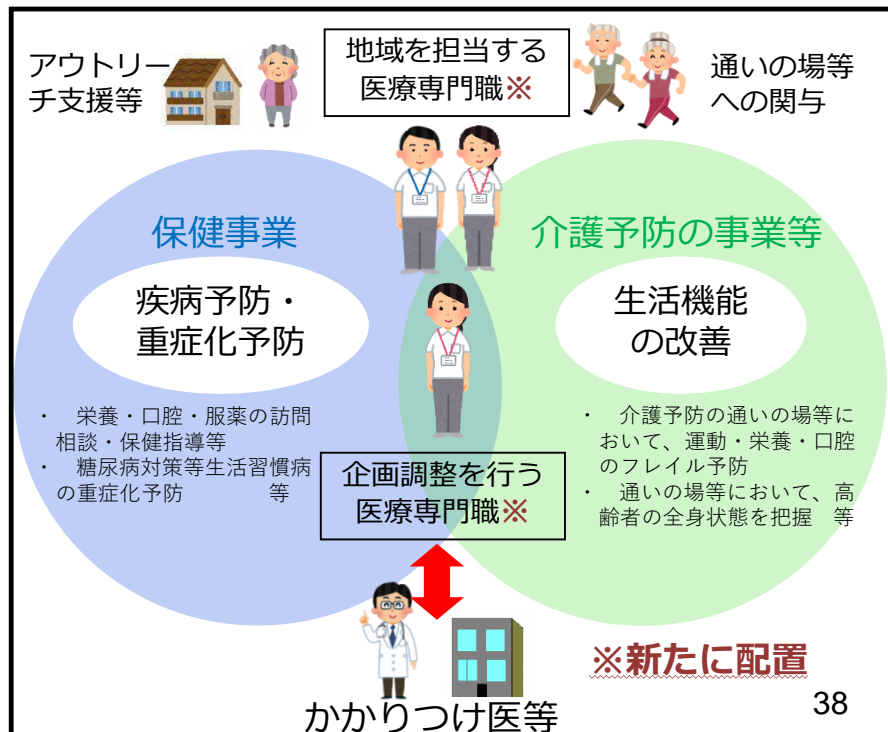 アウトリー
チ支援等
地域を担当する
医療専門職※
通いの場等
への関与
保健事業
疾病予防・
重症化予防
・　栄養・口腔・服薬の訪問
相談・保健指導等
・　糖尿病対策等生活習慣病
の重症化予防　　　　等
介護予防の事業等
生活機能
の改善
・　介護予防の通いの場等に
おいて、運動・栄養・口腔
のフレイル予防
・　通いの場等において、高
齢者の全身状態を把握　等
企画調整を行う
医療専門職※
かかりつけ医等
※新たに配置
38